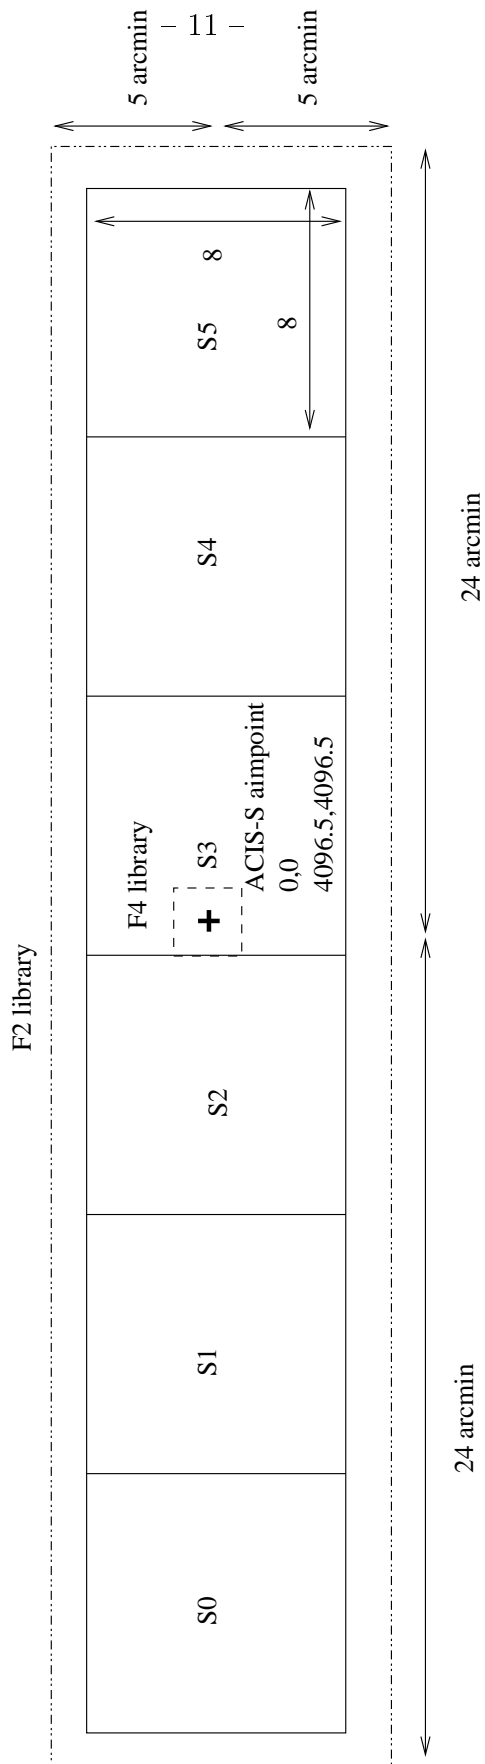 – 11 –
F2 library
S0
S1
S2
S3
S4
S5
F4 library
ACIS-S aimpoint
0,0
4096.5,4096.5
8
8
24 arcmin
24 arcmin
5 arcmin
5 arcmin